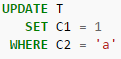 UPDATE T
SET C1 = 1
WHERE C2 = 'a'